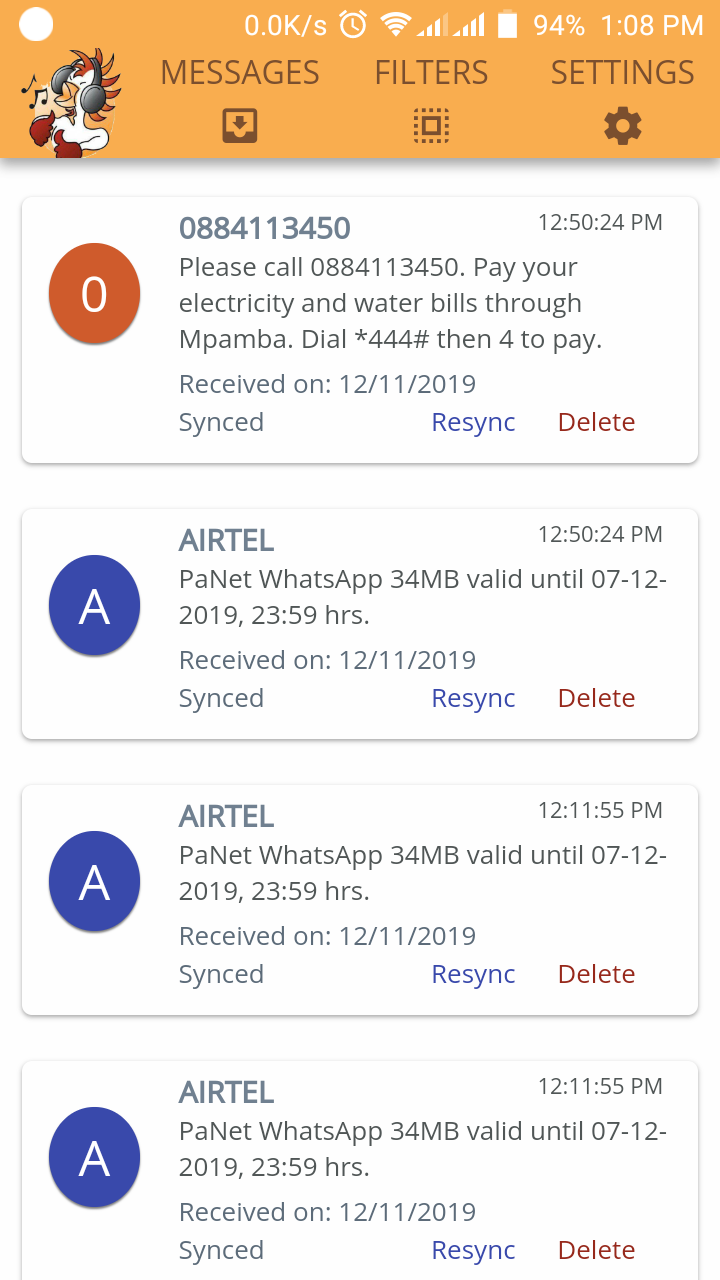 0.0K/s 94% 1:08 PM
MESSAGES FILTERS SETTINGS
0884113450 12:50:24 PM
0
Please call 0884113450. Pay your
electricity and water bills through
Mpamba. Dial *444# then 4 to pay.
Received on: 12/11/2019
Synced Resync Delete
AIRTEL 12:50:24 PM
A
PaNet WhatsApp 34MB valid until 07-12-
2019, 23:59 hrs.
Received on: 12/11/2019
Synced Resync Delete
AIRTEL 12:11:55 PM
A
PaNet WhatsApp 34MB valid until 07-12-
2019, 23:59 hrs.
Received on: 12/11/2019
Synced Resync Delete
AIRTEL 12:11:55 PM
A
PaNet WhatsApp 34MB valid until 07-12-
2019, 23:59 hrs.
Received on: 12/11/2019
Synced Resync Delete